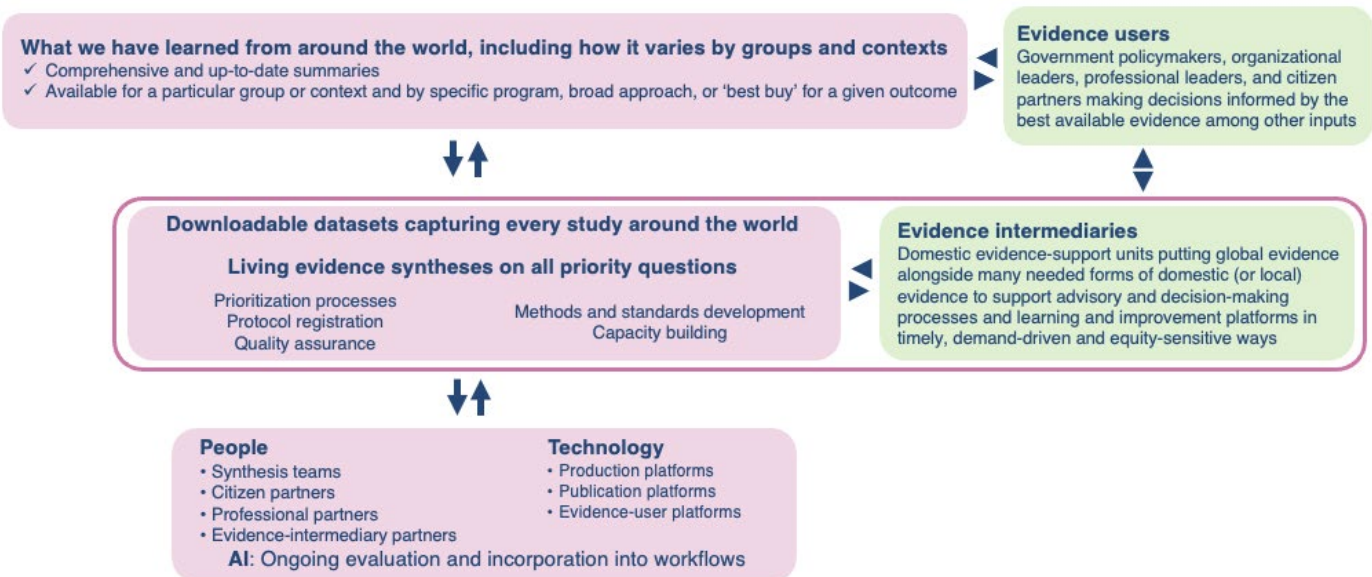 What we have learned from around the world, including how it varies by groups and contexts
✓ Comprehensive and up-to-date summaries
✓ Available for a particular group or context and by specific program, broad approach, or ‘best buy’ for a given outcome
Evidence users
Government policymakers, organizational
leaders, professional leaders, and citizen
partners making decisions informed by the
best available evidence among other inputs
Downloadable datasets capturing every study around the world
Living evidence syntheses on all priority questions
Prioritization processes
Protocol registration
Quality assurance
Methods and standards development
Capacity building
Evidence intermediaries
Domestic evidence-support units putting global evidence
alongside many needed forms of domestic (or local)
evidence to support advisory and decision-making
processes and learning and improvement platforms in
timely, demand-driven and equity-sensitive ways
People
• Synthesis teams
• Citizen partners
• Professional partners
• Evidence-intermediary partners
Technology
• Production platforms
• Publication platforms
• Evidence-user platforms
AI: Ongoing evaluation and incorporation into workflows